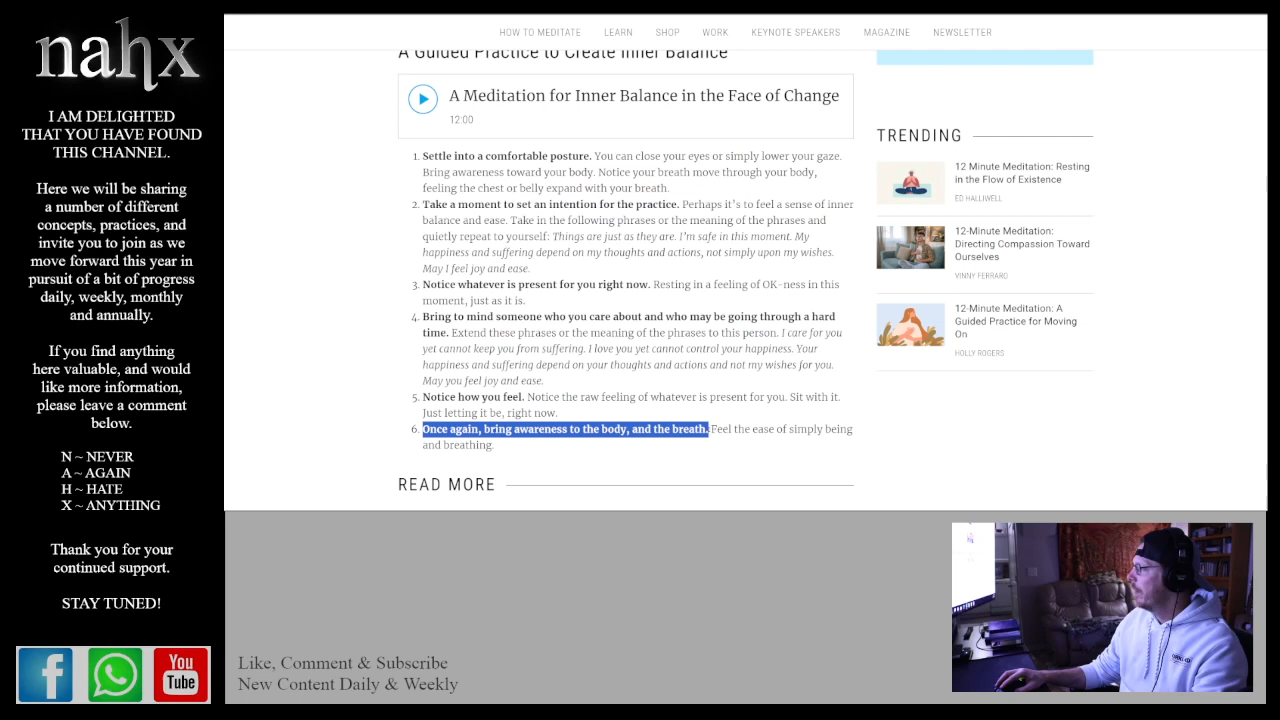 nahx
I AM DELIGHTED
THAT YOU HAVE FOUND
THIS CHANNEL.
Here we will be sharing
a number of different
concepts, practices, and
invite you to join as we
move forward this year in
pursuit of a bit of progress
daily, weekly, monthly
and annually.
If you find anything
here valuable, and would
like more information,
please leave a comment
below.
N ~ NEVER
A ~ AGAIN
H ~ HATE
X ~ ANYTHING
Thank you for your
continued support.
STAY TUNED!
f
You
Tube
HOW TO MEDITATE LEARN SHOP WORK KEYNOTE SPEAKERS MAGAZINE NEWSLETTER
A Guided Practice to Create Inner Balance
A Meditation for Inner Balance in the Face of Change
12:00
1. Settle into a comfortable posture. You can close your eyes or simply lower your gaze.
Bring awareness toward your body. Notice your breath move through your body,
feeling the chest or belly expand with your breath.
2. Take a moment to set an intention for the practice. Perhaps it's to feel a sense of inner
balance and ease. Take in the following phrases or the meaning of the phrases and
quietly repeat to yourself: Things are just as they are. I'm safe in this moment. My
happiness and suffering depend on my thoughts and actions, not simply upon my wishes.
May I feel joy and ease.
3. Notice whatever is present for you right now. Resting in a feeling of OK-ness in this
moment, just as it is.
4. Bring to mind someone who you care about and who may be going through a hard
time. Extend these phrases or the meaning of the phrases to this person. I care for you
yet cannot keep you from suffering. I love you yet cannot control your happiness. Your
happiness and suffering depend on your thoughts and actions and not my wishes for you.
May you feel joy and ease.
5. Notice how you feel. Notice the raw feeling of whatever is present for you. Sit with it.
Just letting it be, right now.
6. Once again, bring awareness to the body, and the breath. Feel the ease of simply being
and breathing.
READ MORE
TRENDING
12 Minute Meditation: Resting
in the Flow of Existence
ED HALLIWELL
12-Minute Meditation:
Directing Compassion Toward
Ourselves
VINNY FERRARO
12-Minute Meditation: A
Guided Practice for Moving
On
HOLLY ROGERS
Like, Comment & Subscribe
New Content Daily & Weekly